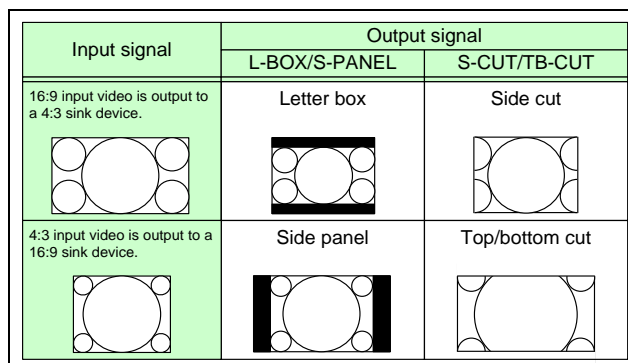 Input signal
Output signal
L-BOX/S-PANEL
S-CUT/TB-CUT
16:9 input video is output to
a 4:3 sink device.
Letter box
Side cut
4:3 input video is output to a
16:9 sink device.
Side panel
Top/bottom cut